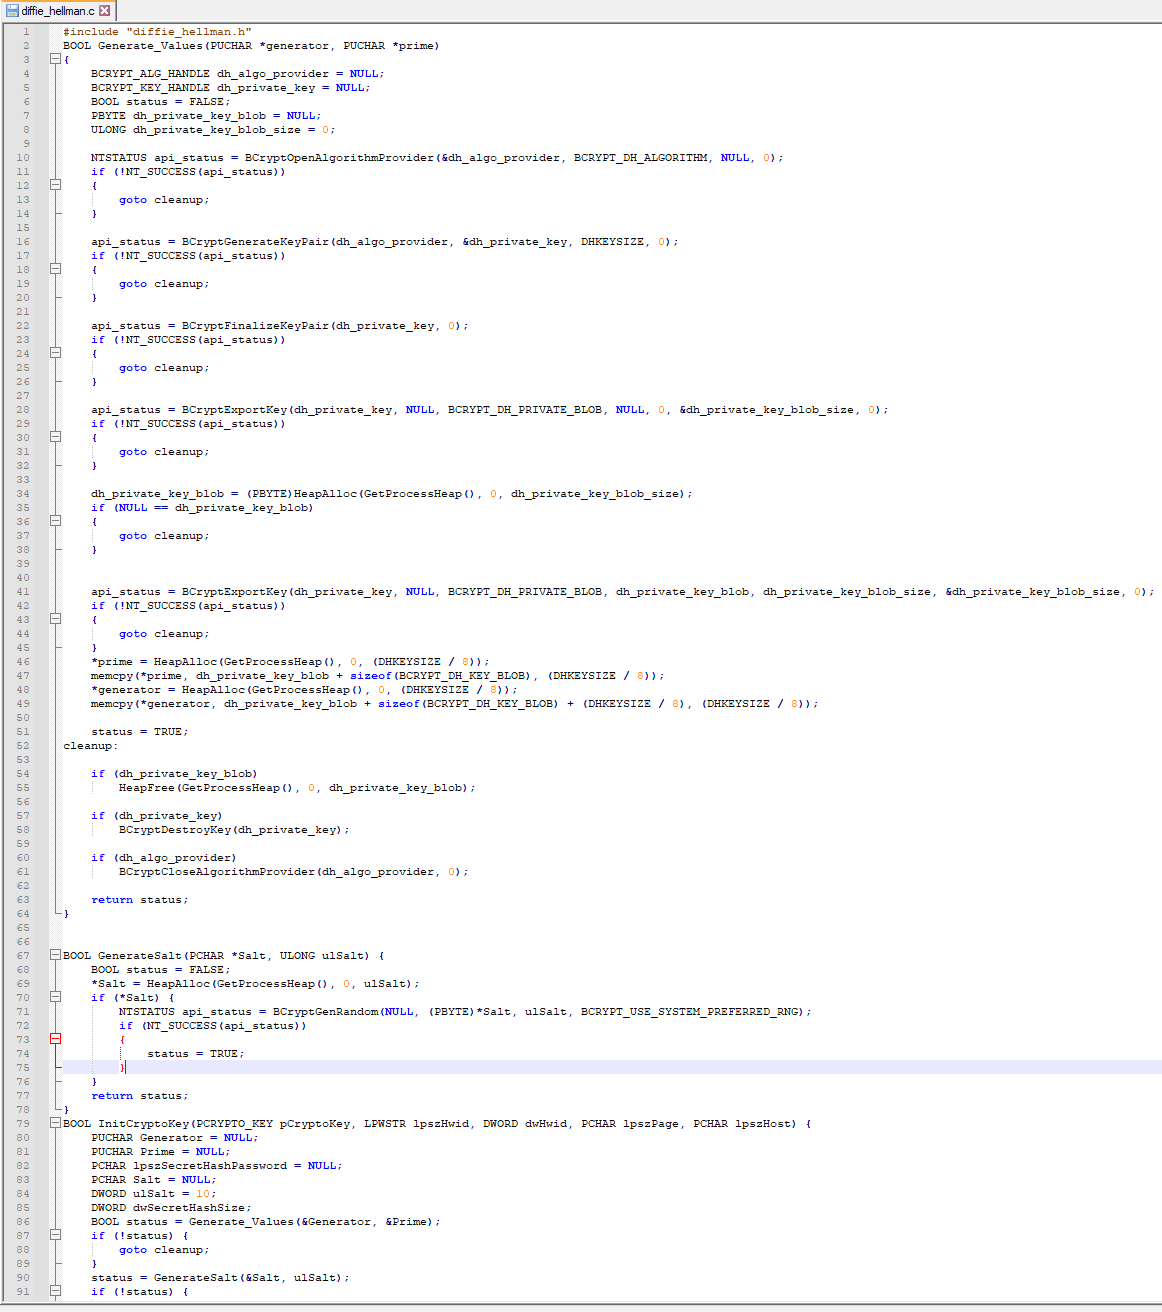 diffie_hellman.c
1 #include "diffie_hellman.h"
2 BOOL Generate_Values(PUCHAR *generator, PUCHAR *prime)
3 {
4 BCRYPT_ALG_HANDLE dh_algo_provider = NULL;
5 BCRYPT_KEY_HANDLE dh_private_key = NULL;
6 BOOL status = FALSE;
7 PBYTE dh_private_key_blob = NULL;
8 ULONG dh_private_key_blob_size = 0;
9
10 NTSTATUS api_status = BCryptOpenAlgorithmProvider(&dh_algo_provider, BCRYPT_DH_ALGORITHM, NULL, 0);
11 if (!NT_SUCCESS(api_status))
12 {
13 goto cleanup;
14 }
15
16 api_status = BCryptGenerateKeyPair(dh_algo_provider, &dh_private_key, DHKEYSIZE, 0);
17 if (!NT_SUCCESS(api_status))
18 {
19 goto cleanup;
20 }
21
22 api_status = BCryptFinalizeKeyPair(dh_private_key, 0);
23 if (!NT_SUCCESS(api_status))
24 {
25 goto cleanup;
26 }
27
28 api_status = BCryptExportKey(dh_private_key, NULL, BCRYPT_DH_PRIVATE_BLOB, NULL, 0, &dh_private_key_blob_size, 0);
29 if (!NT_SUCCESS(api_status))
30 {
31 goto cleanup;
32 }
33
34 dh_private_key_blob = (PBYTE)HeapAlloc(GetProcessHeap(), 0, dh_private_key_blob_size);
35 if (NULL == dh_private_key_blob)
36 {
37 goto cleanup;
38 }
39
40
41 api_status = BCryptExportKey(dh_private_key, NULL, BCRYPT_DH_PRIVATE_BLOB, dh_private_key_blob, dh_private_key_blob_size, &dh_private_key_blob_size, 0);
42 if (!NT_SUCCESS(api_status))
43 {
44 goto cleanup;
45 }
46 *prime = HeapAlloc(GetProcessHeap(), 0, (DHKEYSIZE / 8));
47 memcpy(*prime, dh_private_key_blob + sizeof(BCRYPT_DH_KEY_BLOB), (DHKEYSIZE / 8));
48 *generator = HeapAlloc(GetProcessHeap(), 0, (DHKEYSIZE / 8));
49 memcpy(*generator, dh_private_key_blob + sizeof(BCRYPT_DH_KEY_BLOB) + (DHKEYSIZE / 8), (DHKEYSIZE / 8));
50
51 status = TRUE;
52 cleanup:
53
54 if (dh_private_key_blob)
55 HeapFree(GetProcessHeap(), 0, dh_private_key_blob);
56
57 if (dh_private_key)
58 BCryptDestroyKey(dh_private_key);
59
60 if (dh_algo_provider)
61 BCryptCloseAlgorithmProvider(dh_algo_provider, 0);
62
63 return status;
64 }
65
66
67 BOOL GenerateSalt(PCHAR *Salt, ULONG ulSalt) {
68 BOOL status = FALSE;
69 *Salt = HeapAlloc(GetProcessHeap(), 0, ulSalt);
70 if (*Salt) {
71 NTSTATUS api_status = BCryptGenRandom(NULL, (PBYTE)*Salt, ulSalt, BCRYPT_USE_SYSTEM_PREFERRED_RNG);
72 if (NT_SUCCESS(api_status))
73 {
74 status = TRUE;
75 }
76 }
77 return status;
78 }
79 BOOL InitCryptoKey(PCRYPTO_KEY pCryptoKey, LPWSTR lpszHwid, DWORD dwHwid, PCHAR lpszPage, PCHAR lpszHost) {
80 PUCHAR Generator = NULL;
81 PUCHAR Prime = NULL;
82 PCHAR lpszSecretHashPassword = NULL;
83 PCHAR Salt = NULL;
84 DWORD ulSalt = 10;
85 DWORD dwSecretHashSize;
86 BOOL status = Generate_Values(&Generator, &Prime);
87 if (!status) {
88 goto cleanup;
89 }
90 status = GenerateSalt(&Salt, ulSalt);
91 if (!status) {